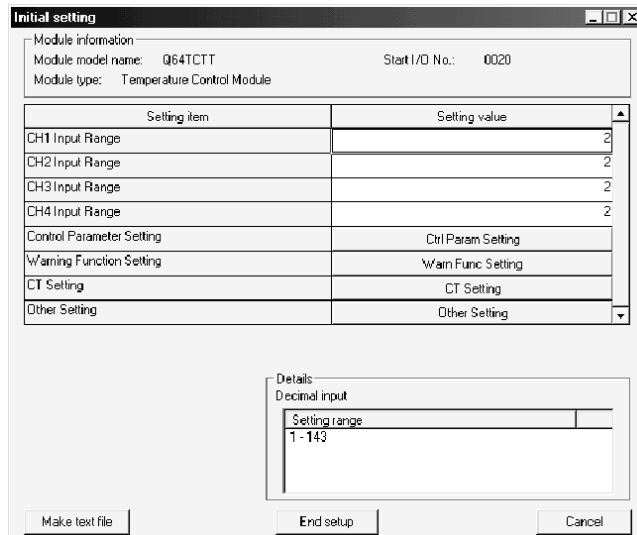 Initial setting
Module information
Module model name: Q64TCTT Start I/O No.: 0020
Module type: Temperature Control Module
Setting item Setting value
CH1 Input Range 2
CH2 Input Range 2
CH3 Input Range 2
CH4 Input Range 2
Control Parameter Setting Ctrl Param Setting
Warning Function Setting Warn Func Setting
CT Setting CT Setting
Other Setting Other Setting
Details
Decimal input
Setting range
1 - 143
Make text file End setup Cancel